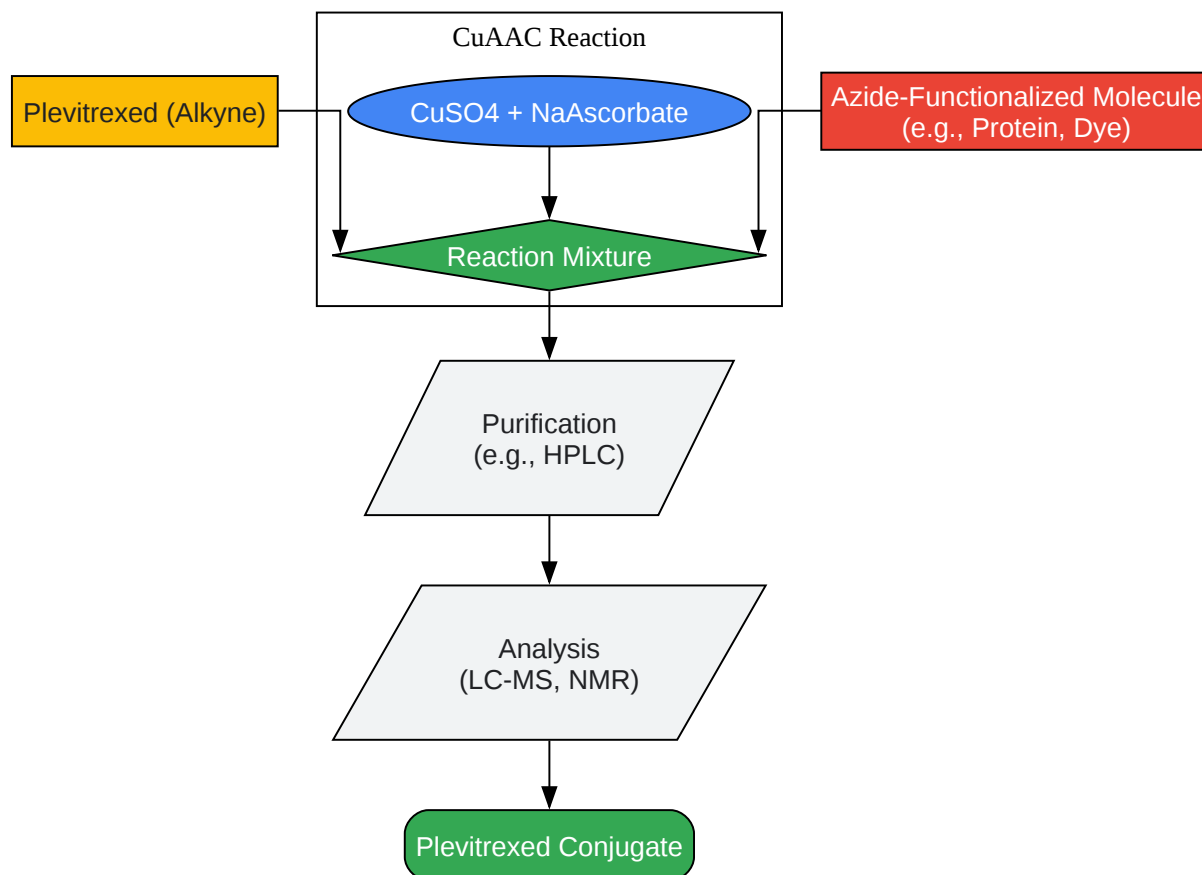 CuAAC Reaction
Plevitrexed (Alkyne)
CuSO4 + NaAscorbate
Azide-Functionalized Molecule
(e.g., Protein, Dye)
Reaction Mixture
Purification
(e.g., HPLC)
Analysis
(LC-MS, NMR)
Plevitrexed Conjugate